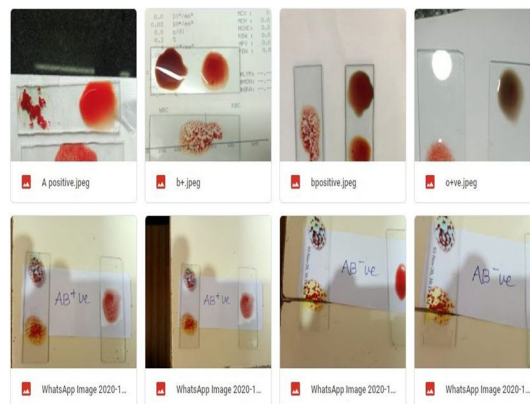 A positive.jpeg
b+.jpeg
bpositive.jpeg
o+ve.jpeg
AB+ve
AB+ve
AB-ve
AB-ve
WhatsApp Image 2020-1...
WhatsApp Image 2020-1...
WhatsApp Image 2020-1...
WhatsApp Image 2020-1...